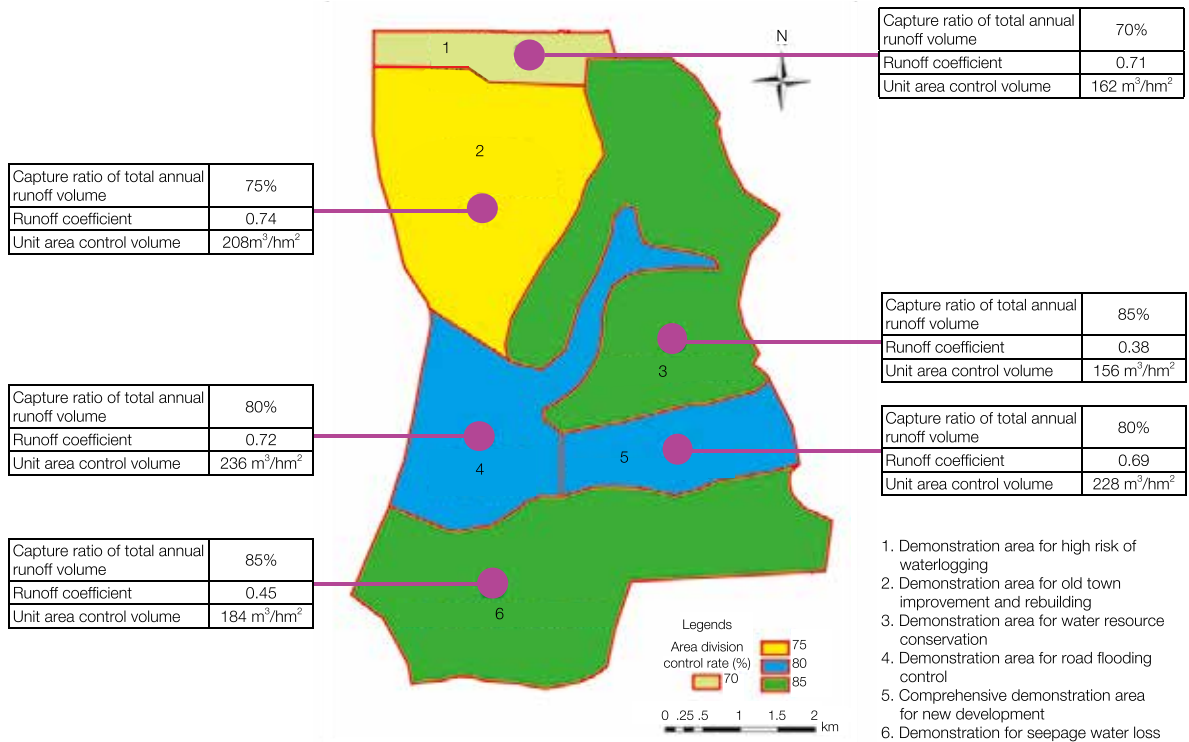 Capture ratio of total annual
runoff volume
70%
Runoff coefficient
0.71
Unit area control volume
162 m³/hm²
N
1
2
Capture ratio of total annual
runoff volume
75%
Runoff coefficient
0.74
Unit area control volume
208m³/hm²
Capture ratio of total annual
runoff volume
85%
Runoff coefficient
0.38
Unit area control volume
156 m³/hm²
3
Capture ratio of total annual
runoff volume
80%
Runoff coefficient
0.72
Unit area control volume
236 m³/hm²
4
5
Capture ratio of total annual
runoff volume
80%
Runoff coefficient
0.69
Unit area control volume
228 m³/hm²
Capture ratio of total annual
runoff volume
85%
Runoff coefficient
0.45
Unit area control volume
184 m³/hm²
6
Legends
Area division
control rate (%)
70
75
80
85
0 .25 .5 1 1.5 2
km
1. Demonstration area for high risk of
waterlogging
2. Demonstration area for old town
improvement and rebuilding
3. Demonstration area for water resource
conservation
4. Demonstration area for road flooding
control
5. Comprehensive demonstration area
for new development
6. Demonstration for seepage water loss